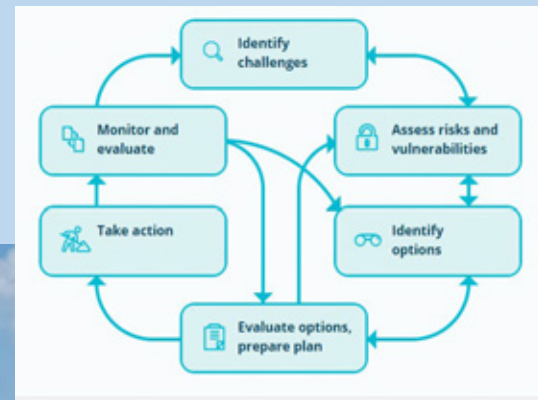 Identify
challenges
Monitor and
evaluate
Assess risks and
vulnerabilities
Take action
Identify
options
Evaluate options,
prepare plan